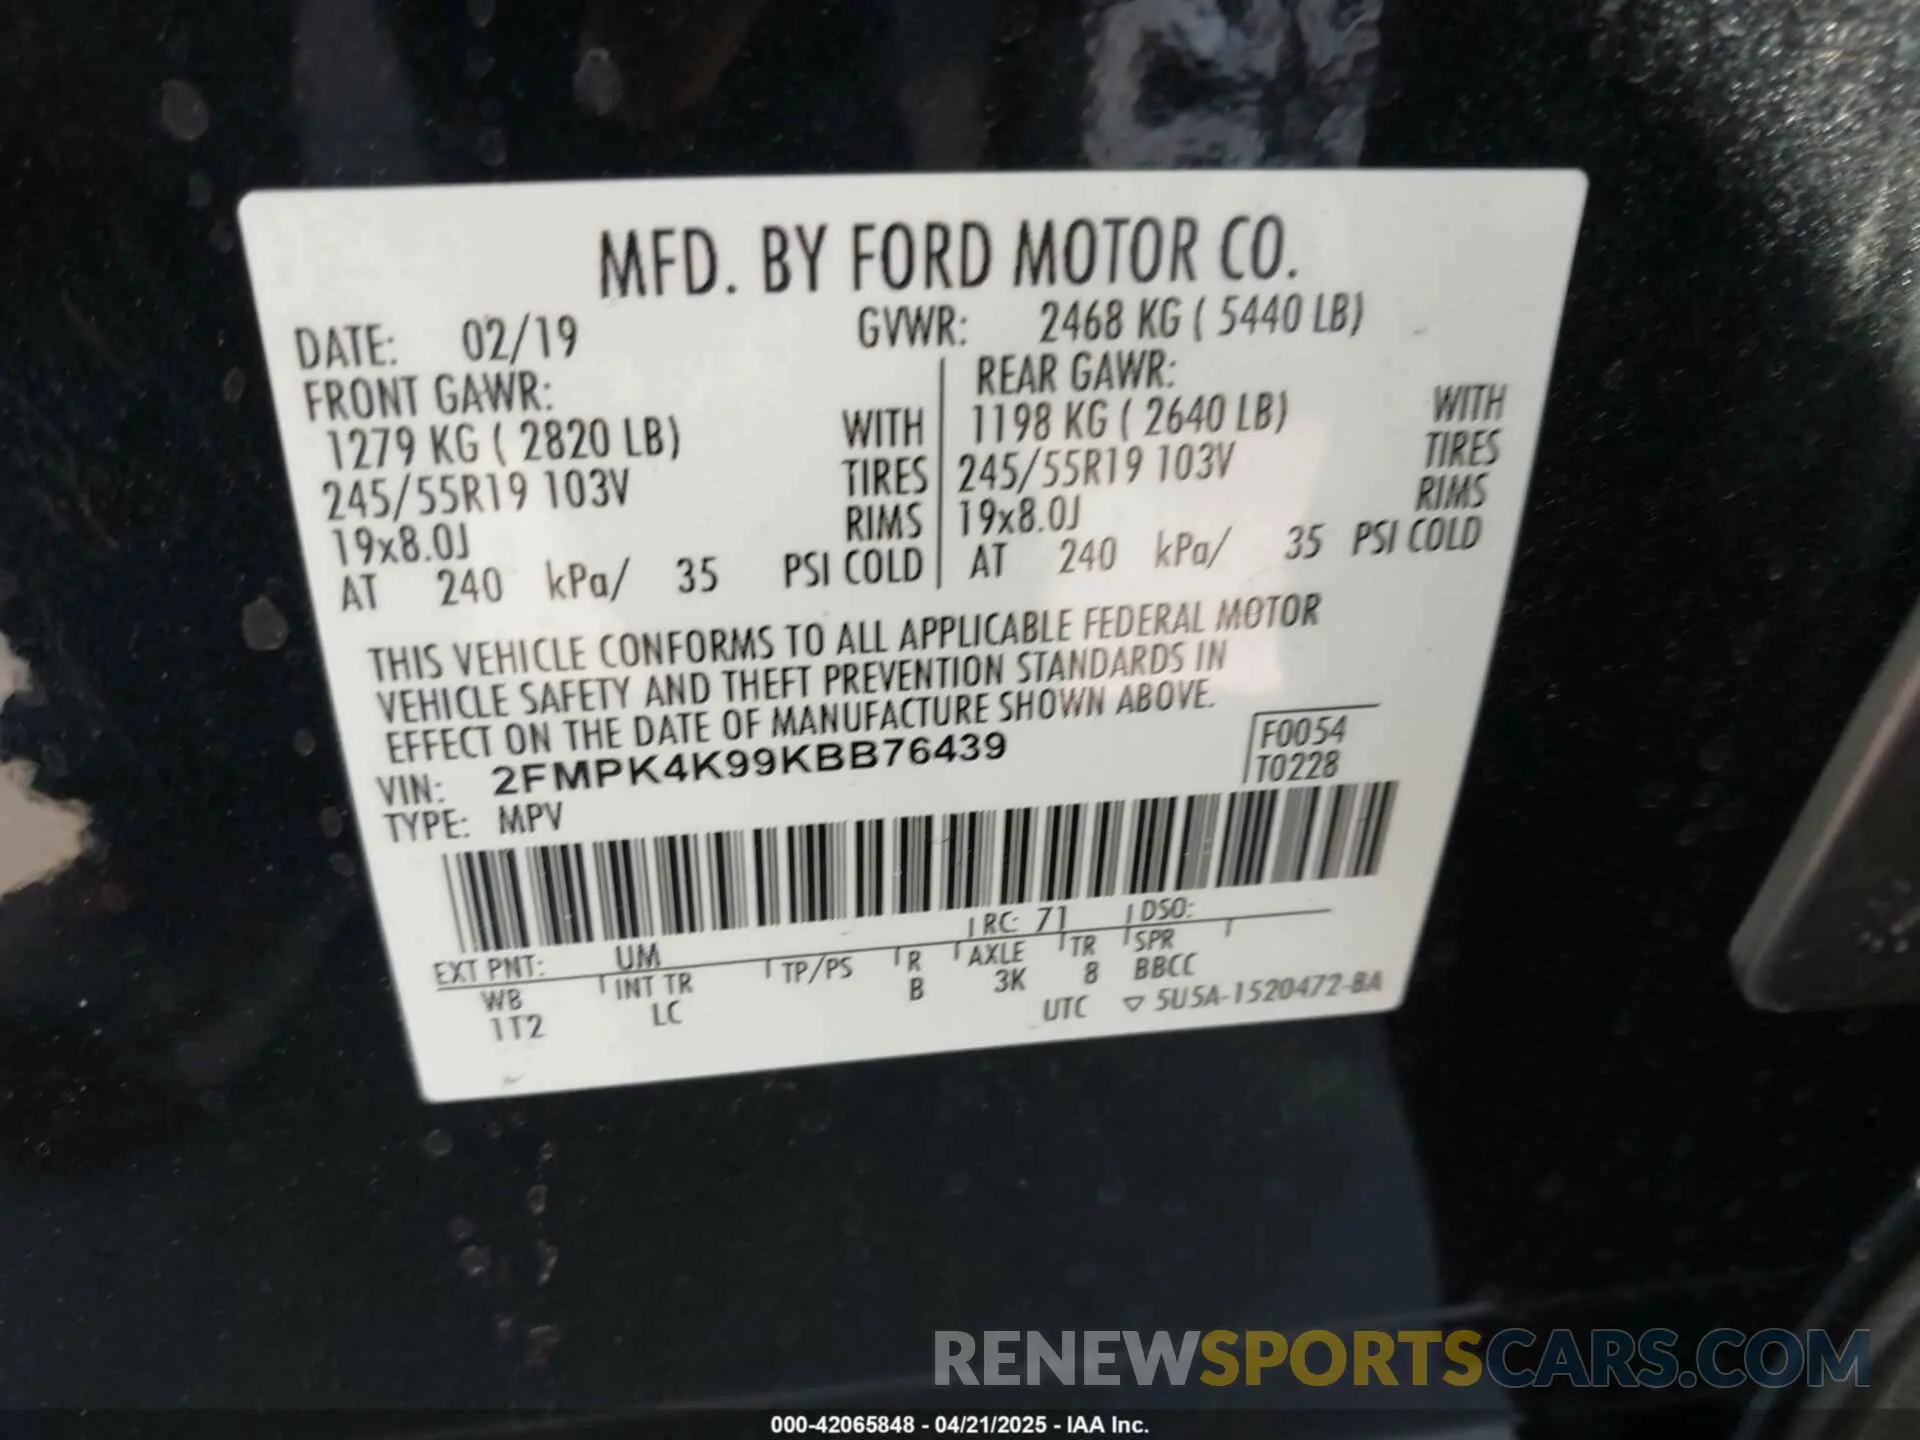 MFD. BY FORD MOTOR CO.
DATE: 02/19 GVWR: 2468 KG ( 5440 LB)
FRONT GAWR: REAR GAWR:
1279 KG ( 2820 LB) WITH 1198 KG ( 2640 LB) WITH
245/55R19 103V TIRES 245/55R19 103V TIRES
19x8.0J RIMS 19x8.0J RIMS
AT 240 kPa/ 35 PSI COLD AT 240 kPa/ 35 PSI COLD
THIS VEHICLE CONFORMS TO ALL APPLICABLE FEDERAL MOTOR
VEHICLE SAFETY AND THEFT PREVENTION STANDARDS IN
EFFECT ON THE DATE OF MANUFACTURE SHOWN ABOVE.
VIN: 2FMPK4K99KBB76439 F0054
TYPE: MPV T0228
EXT PNT: UM RC: 71 DSO:
WB INT TR TP/PS R AXLE TR SPR
1T2 LC B 3K 8 BBCC
UTC ▽ 5U5A-1520472-BA
RENEWSPORTSCARS.COM
000-42065848 - 04/21/2025 - IAA Inc.